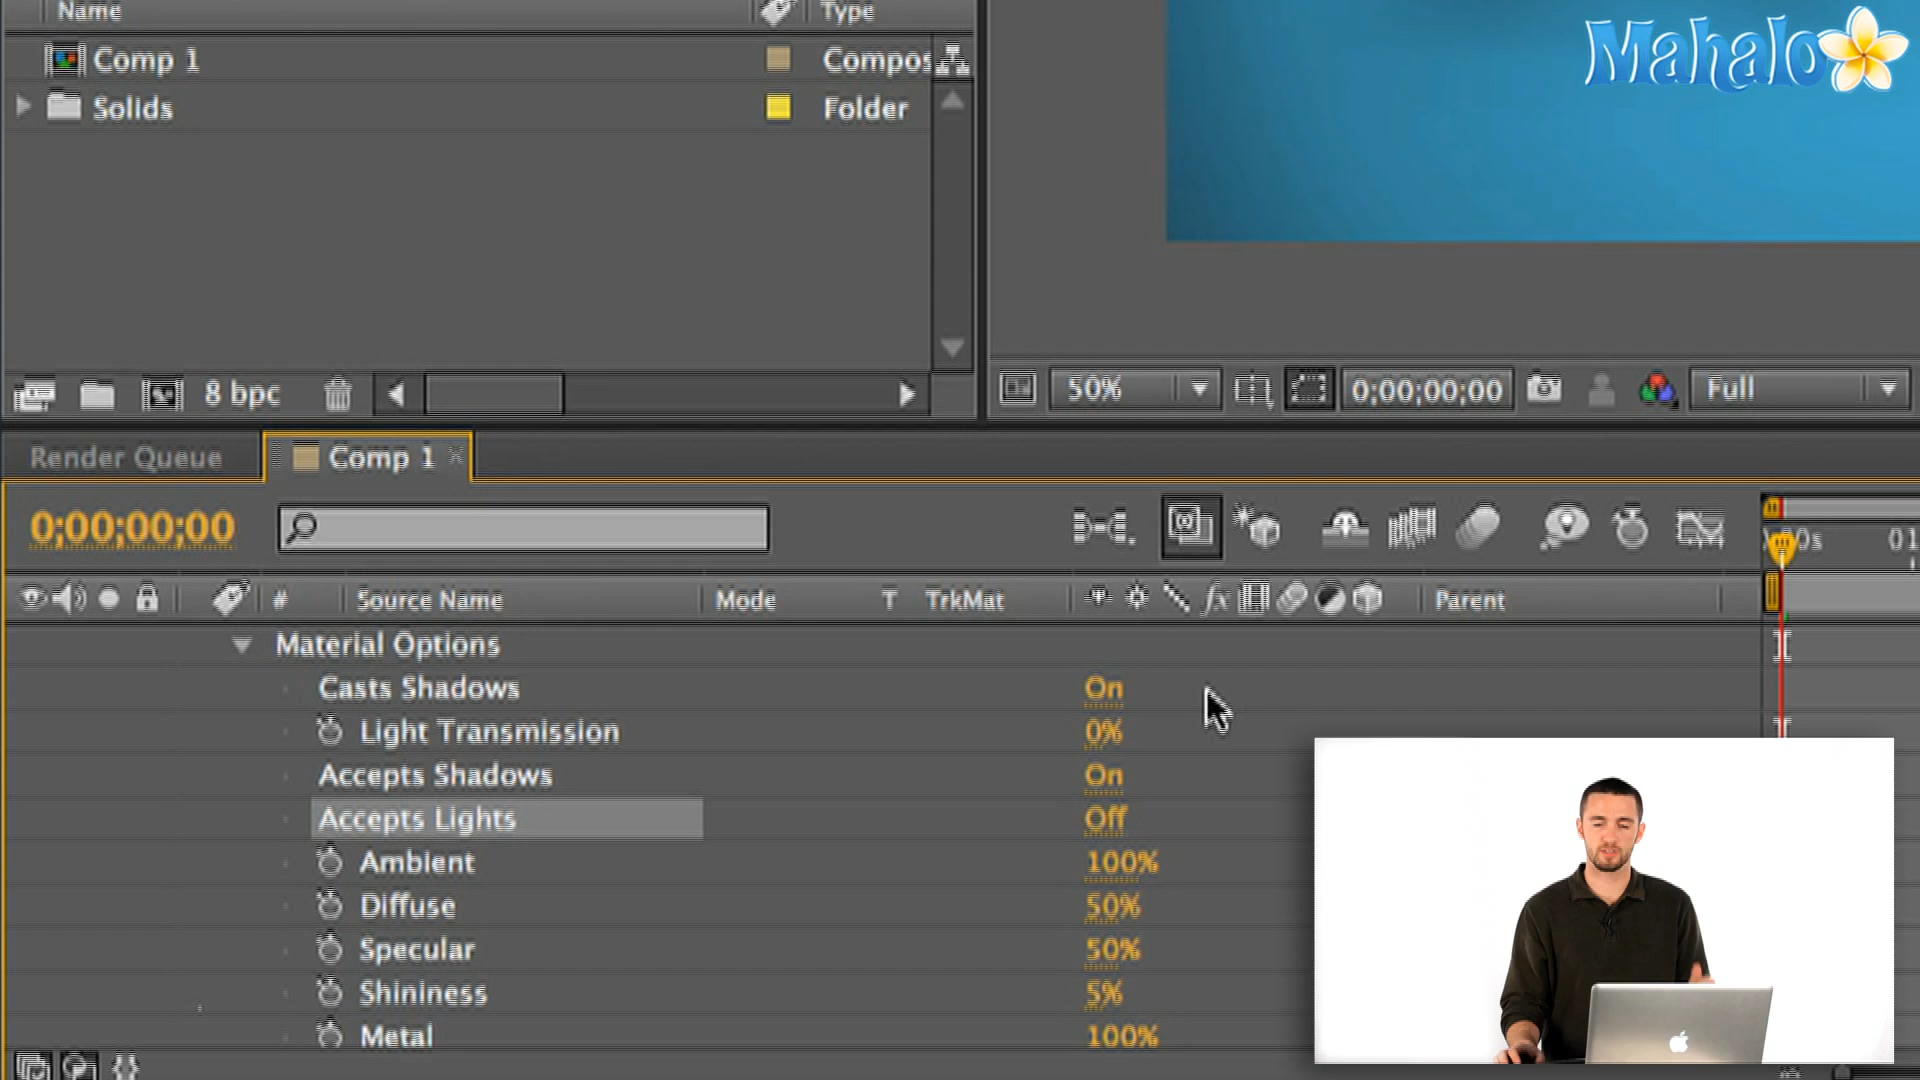 Name Type
Mahalo
Comp 1 Compos
Solids Folder
8 bpc
50% 0;00;00;00 Full
Render Queue Comp 1
0;00;00;00
00s 01
# Source Name Mode T TrkMat fx Parent
Material Options
Casts Shadows On
Light Transmission 0%
Accepts Shadows On
Accepts Lights Off
Ambient 100%
Diffuse 50%
Specular 50%
Shininess 5%
Metal 100%